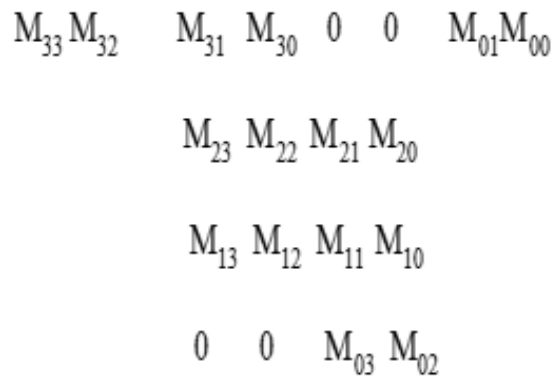 M₃₃ M₃₂ M₃₁ M₃₀ 0 0 M₀₁ M₀₀
M₂₃ M₂₂ M₂₁ M₂₀
M₁₃ M₁₂ M₁₁ M₁₀
0 0 M₀₃ M₀₂